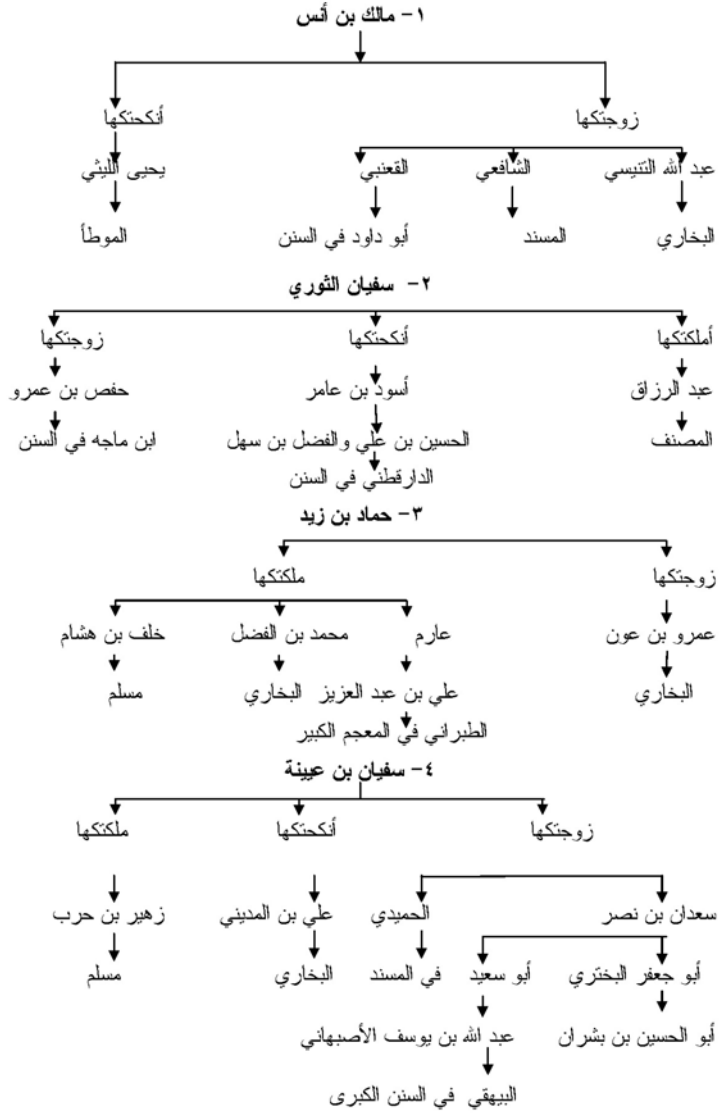 ١- مالك بن أنس
زوجتكها أنكحتكها
عبد الله التنيسي الشافعي القعنبي يحيى الليثي
البخاري المسند أبو داود في السنن الموطأ
٢- سفيان الثوري
أملكتكها أنكحتكها زوجتكها
عبد الرزاق أسود بن عامر حفص بن عمرو
المصنف الحسين بن علي والفضل بن سهل ابن ماجه في السنن
الدارقطني في السنن
٣- حماد بن زيد
زوجتكها ملكتكها
عمرو بن عون عارم محمد بن الفضل خلف بن هشام
البخاري علي بن عبد العزيز البخاري مسلم
الطبراني في المعجم الكبير
٤- سفيان بن عيينة
زوجتكها أنكحتكها ملكتكها
سعدان بن نصر الحميدي علي بن المديني زهير بن حرب
أبو جعفر البختري أبو سعيد في المسند البخاري مسلم
أبو الحسين بن بشران عبد الله بن يوسف الأصبهاني
البيهقي في السنن الكبرى